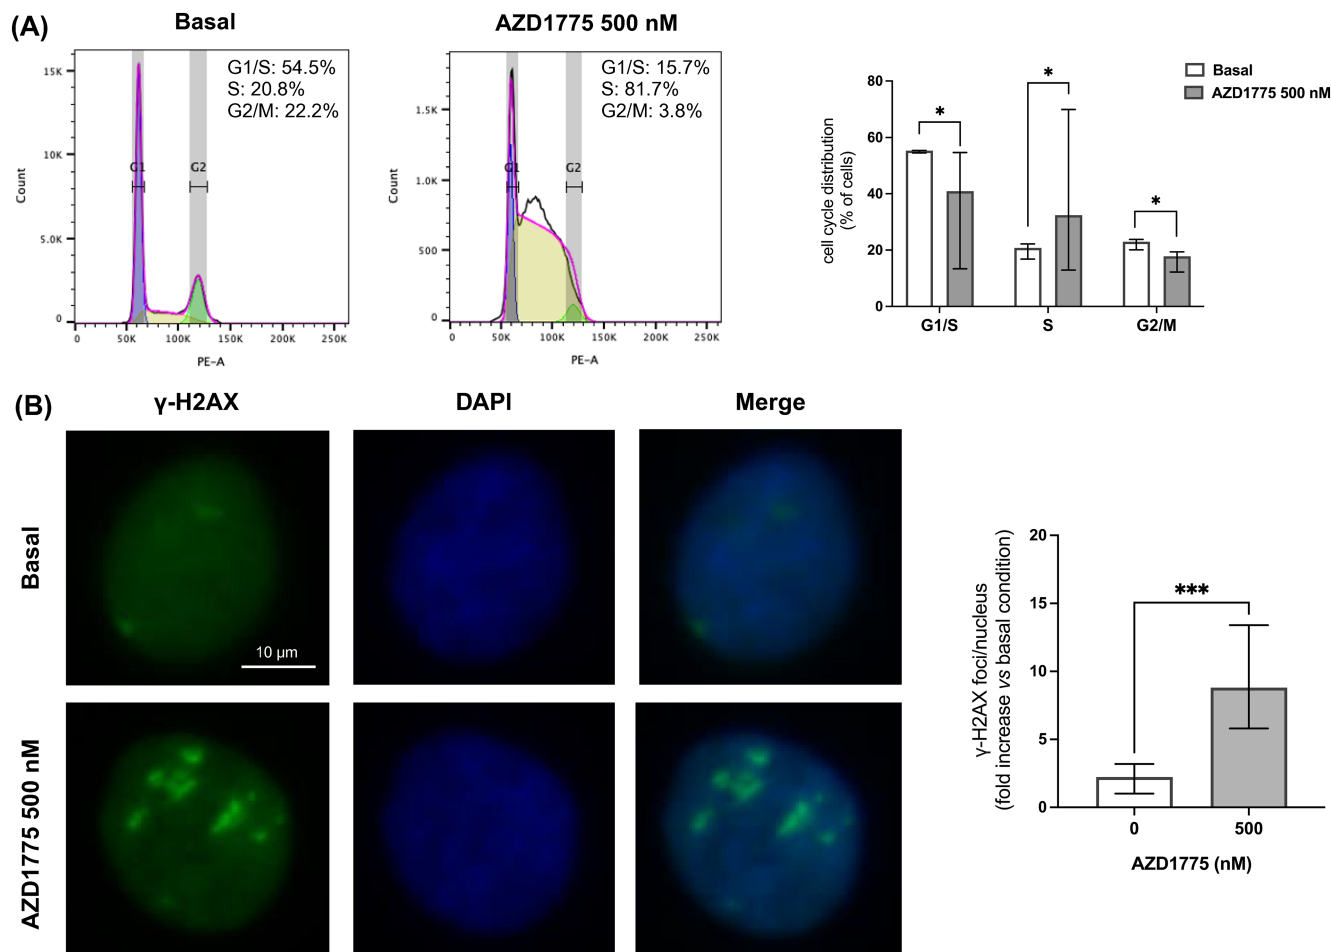 (A)
Basal
G1/S: 54.5%
S: 20.8%
G2/M: 22.2%
15K
10K
5.0K
0
Count
G1
G2
0
50K
100K
150K
200K
250K
PE-A
AZD1775 500 nM
G1/S: 15.7%
S: 81.7%
G2/M: 3.8%
1.5K
1.0K
500
0
Count
G1
G2
0
50K
100K
150K
200K
250K
PE-A
Basal
AZD1775 500 nM
cell cycle distribution
(% of cells)
80
60
40
20
0
*
*
*
G1/S
S
G2/M
(B)
γ-H2AX
DAPI
Merge
Basal
10 µm
AZD1775 500 nM
γ-H2AX foci/nucleus
(fold increase vs basal condition)
20
15
10
5
0
***
0
500
AZD1775 (nM)